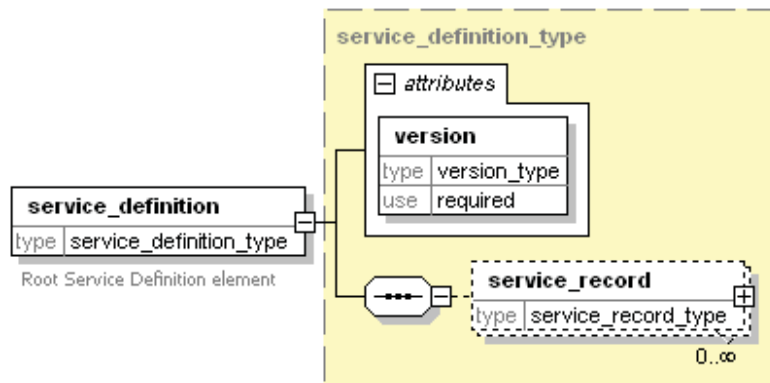 service_definition_type
attributes
version
type version_type
use required
service_definition
type service_definition_type
Root Service Definition element
service_record
type service_record_type
0..∞